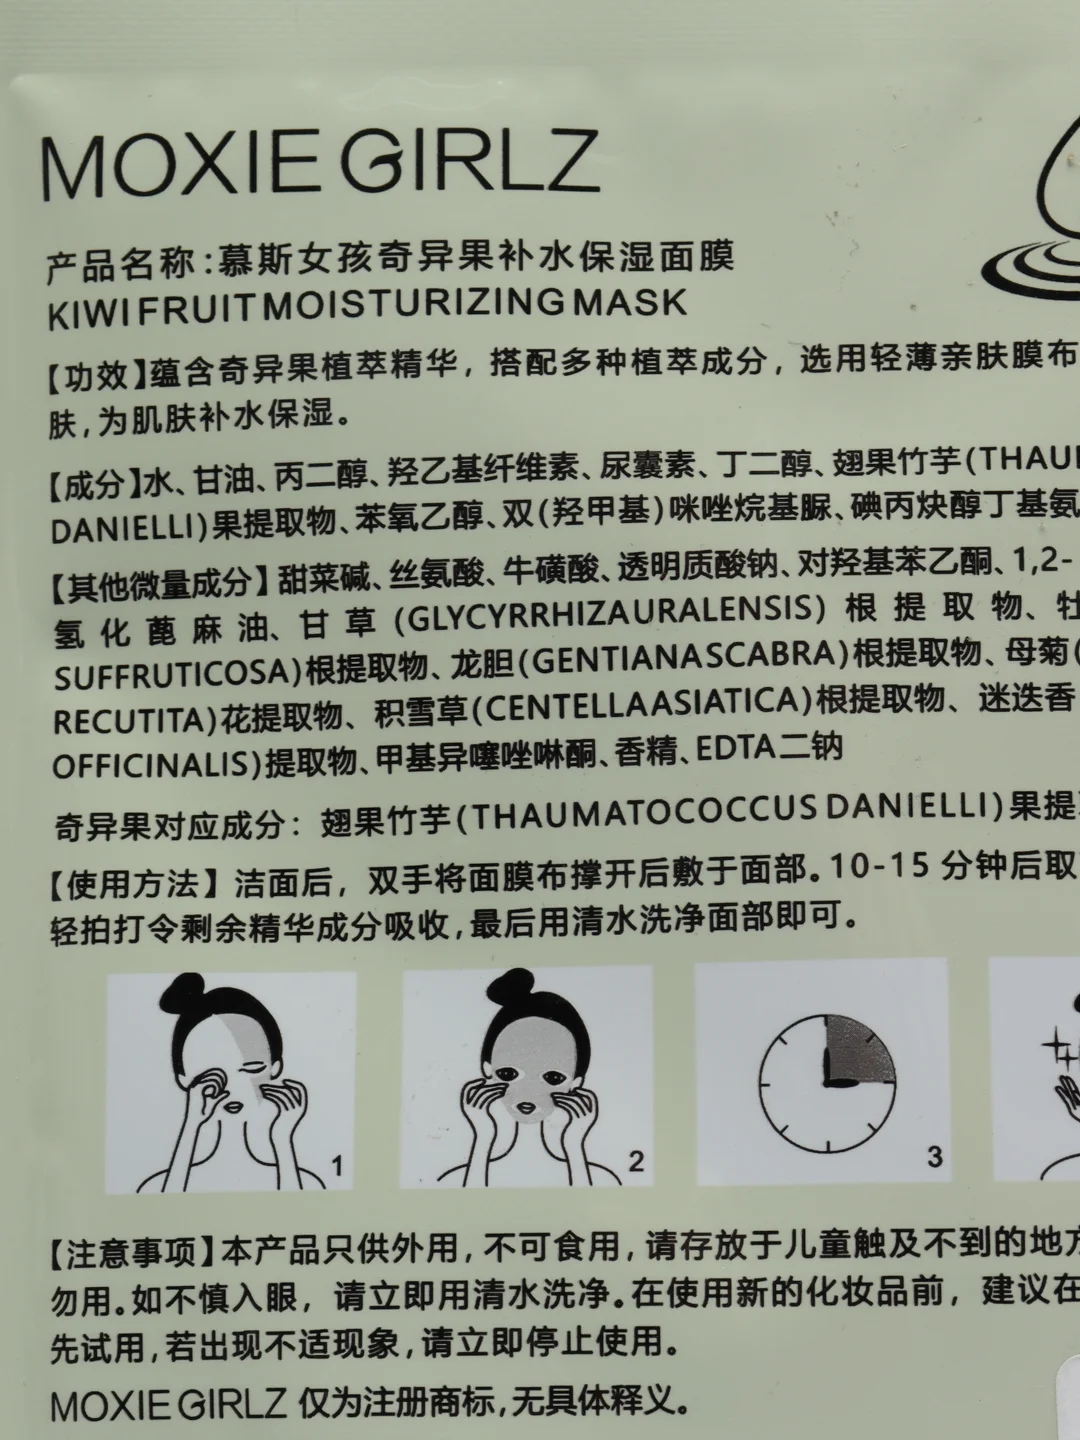 MOXIE GIRLZ
产品名称:慕斯女孩奇异果补水保湿面膜
KIWI FRUIT MOISTURIZING MASK
【功效】蕴含奇异果植萃精华，搭配多种植萃成分，选用轻薄亲肤膜布
肤,为肌肤补水保湿。
【成分】水、甘油、丙二醇、羟乙基纤维素、尿囊素、丁二醇、翅果竹芋(THAU
DANIELLI)果提取物、苯氧乙醇、双(羟甲基)咪唑烷基脲、碘丙炔醇丁基氨
【其他微量成分】甜菜碱、丝氨酸、牛磺酸、透明质酸钠、对羟基苯乙酮、1,2-
氢化蓖麻油、甘草(GLYCYRRHIZA URALENSIS)根提取物、牡
SUFFRUTICOSA)根提取物、龙胆(GENTIANA SCABRA)根提取物、母菊(
RECUTITA)花提取物、积雪草(CENTELLA ASIATICA)根提取物、迷迭香
OFFICINALIS)提取物、甲基异噻唑啉酮、香精、EDTA二钠
奇异果对应成分：翅果竹芋(THAUMATOCOCCUS DANIELLI)果提
【使用方法】洁面后，双手将面膜布撑开后敷于面部。10-15分钟后取
轻拍打令剩余精华成分吸收,最后用清水洗净面部即可。
1
2
3
【注意事项】本产品只供外用,不可食用,请存放于儿童触及不到的地方
勿用。如不慎入眼，请立即用清水洗净。在使用新的化妆品前，建议在
先试用,若出现不适现象,请立即停止使用。
MOXIE GIRLZ 仅为注册商标,无具体释义。